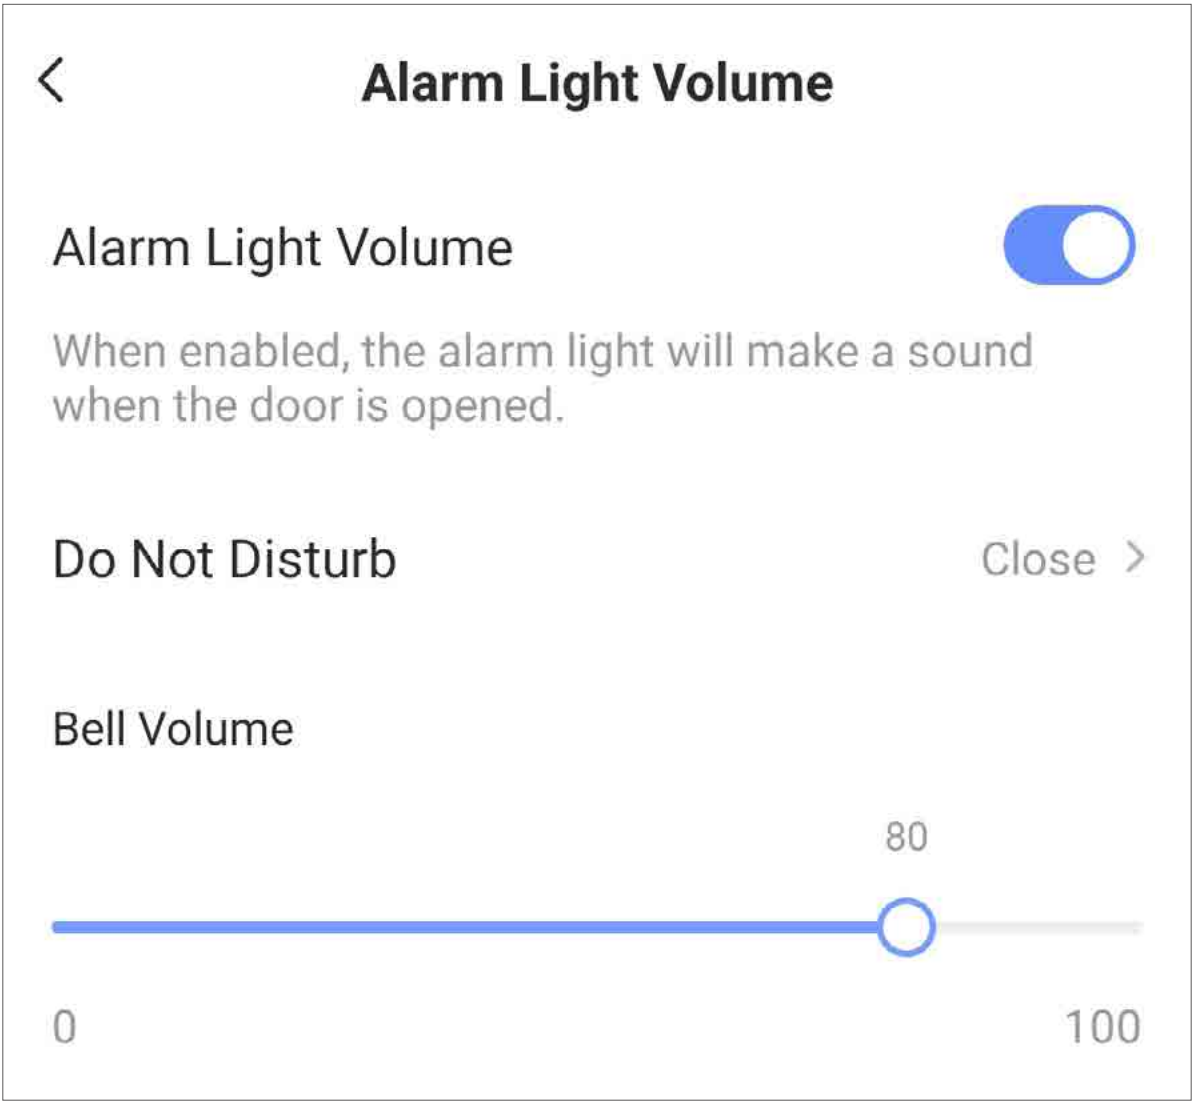 Alarm Light Volume
Alarm Light Volume
When enabled, the alarm light will make a sound
when the door is opened.
Do Not Disturb Close
Bell Volume
80
0 100